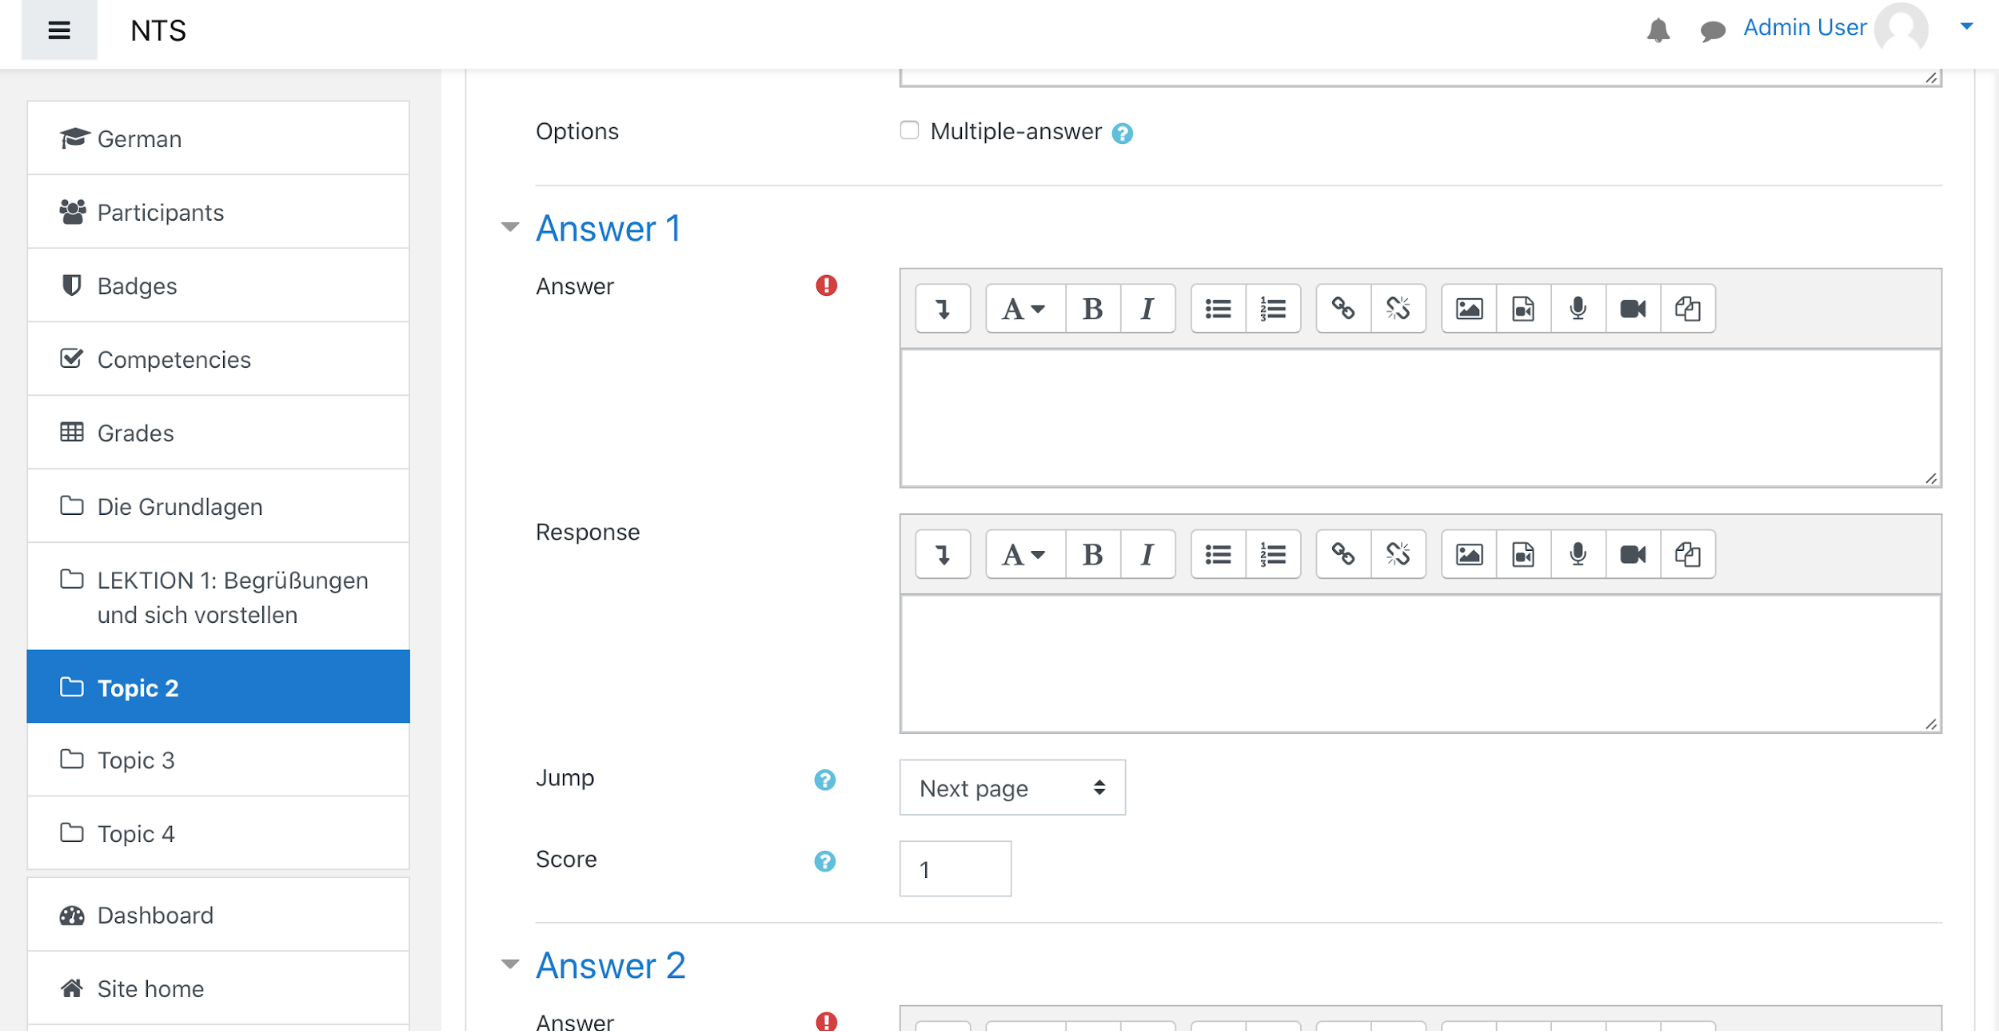 NTS
Admin User
German
Participants
Badges
Competencies
Grades
Die Grundlagen
LEKTION 1: Begrüßungen
und sich vorstellen
Topic 2
Topic 3
Topic 4
Dashboard
Site home
Options
Multiple-answer
Answer 1
Answer
A
B
I
Response
A
B
I
Jump
Next page
Score
1
Answer 2
Answer